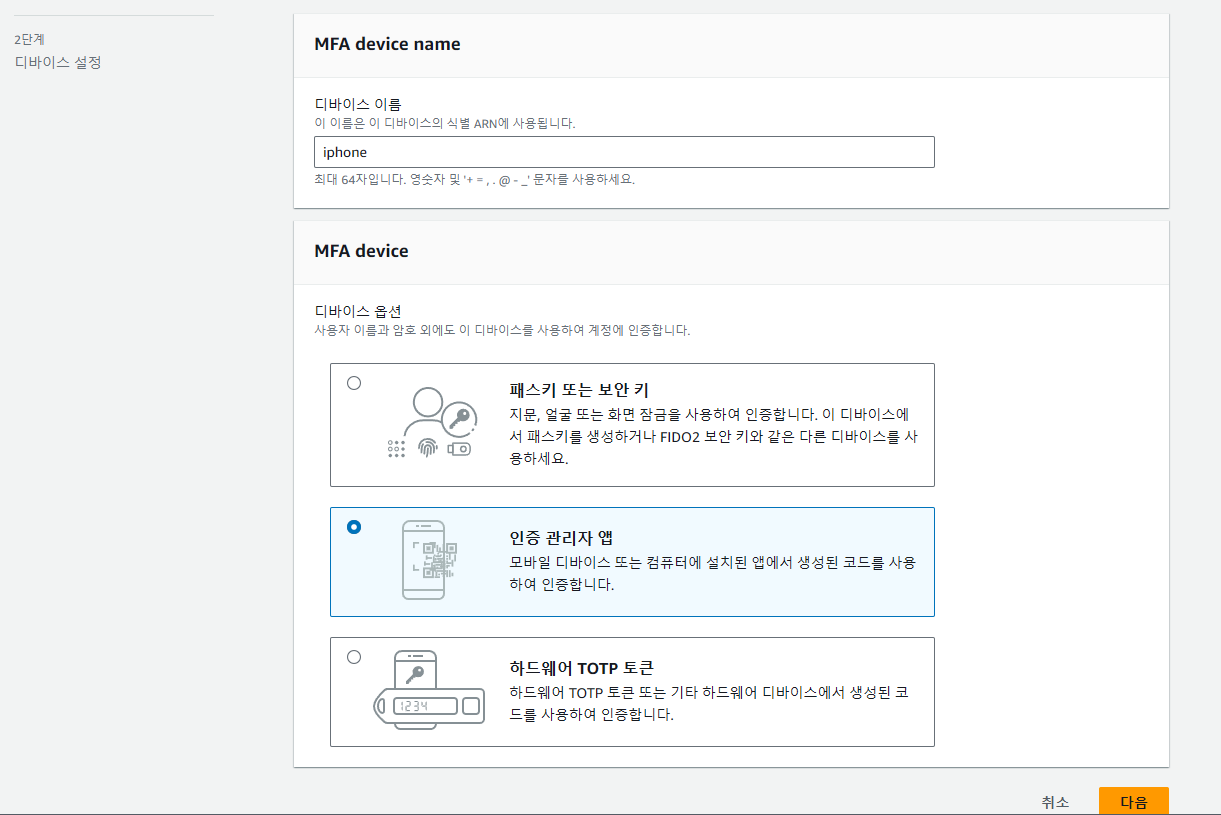 2단계
디바이스 설정
MFA device name
디바이스 이름
이 이름은 이 디바이스의 식별 ARN에 사용됩니다.
iphone
최대 64자입니다. 영숫자 및 '+ = , . @ - _' 문자를 사용하세요.
MFA device
디바이스 옵션
사용자 이름과 암호 외에도 이 디바이스를 사용하여 계정에 인증합니다.
패스키 또는 보안 키
지문, 얼굴 또는 화면 잠금을 사용하여 인증합니다. 이 디바이스에
서 패스키를 생성하거나 FIDO2 보안 키와 같은 다른 디바이스를 사
용하세요.
인증 관리자 앱
모바일 디바이스 또는 컴퓨터에 설치된 앱에서 생성된 코드를 사용
하여 인증합니다.
하드웨어 TOTP 토큰
1234
하드웨어 TOTP 토큰 또는 기타 하드웨어 디바이스에서 생성된 코
드를 사용하여 인증합니다.
취소
다음